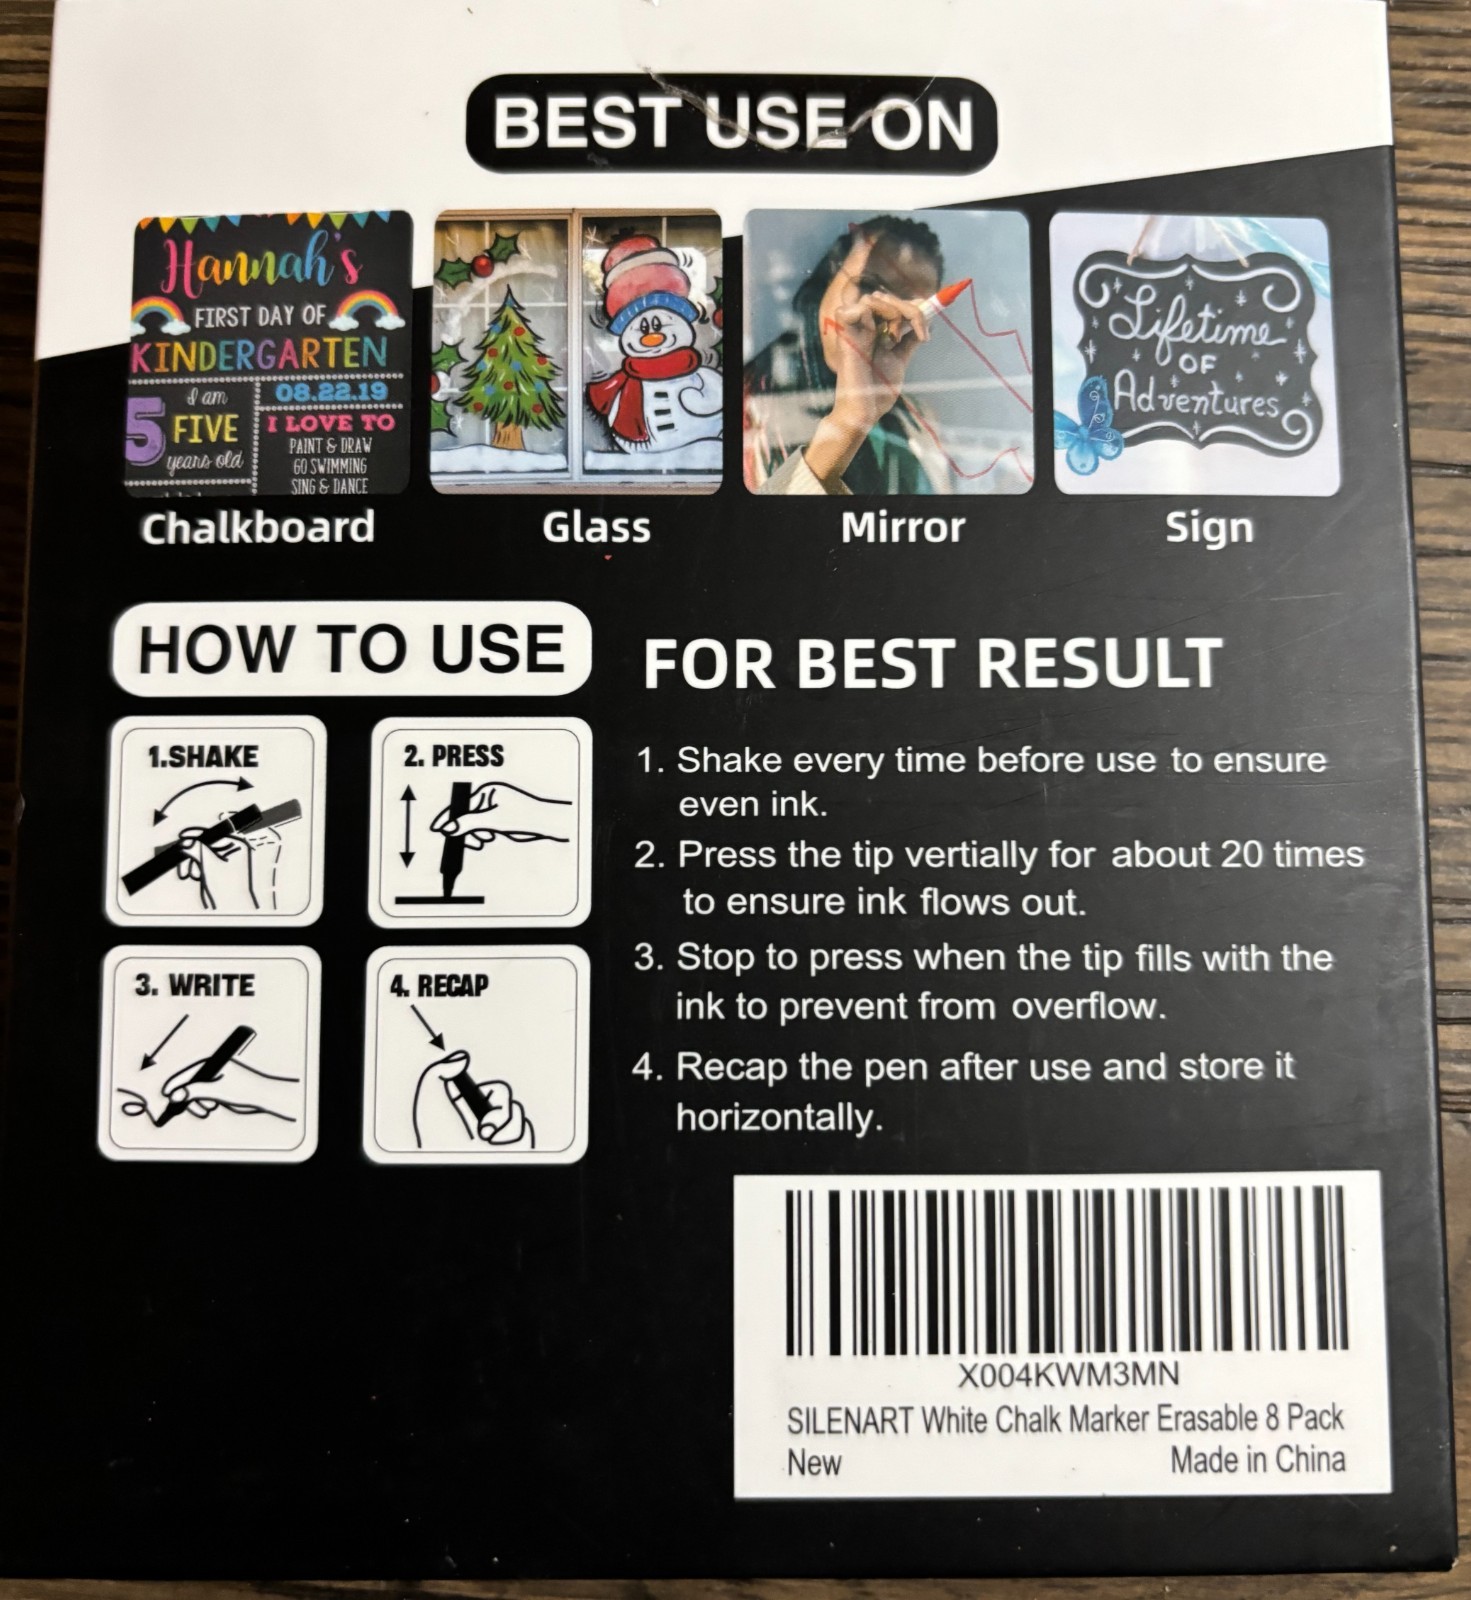 BEST USE ON
Hannah's
FIRST DAY OF
KINDERGARTEN
5
I am
FIVE
years old
08.22.19
I LOVE TO
PAINT & DRAW
GO SWIMMING
SING & DANCE
Lifetime
OF
Adventures
Chalkboard
Glass
Mirror
Sign
HOW TO USE
1.SHAKE
2. PRESS
3. WRITE
4. RECAP
FOR BEST RESULT
1. Shake every time before use to ensure
even ink.
2. Press the tip vertially for about 20 times
to ensure ink flows out.
3. Stop to press when the tip fills with the
ink to prevent from overflow.
4. Recap the pen after use and store it
horizontally.
X004KWM3MN
SILENART White Chalk Marker Erasable 8 Pack
New Made in China